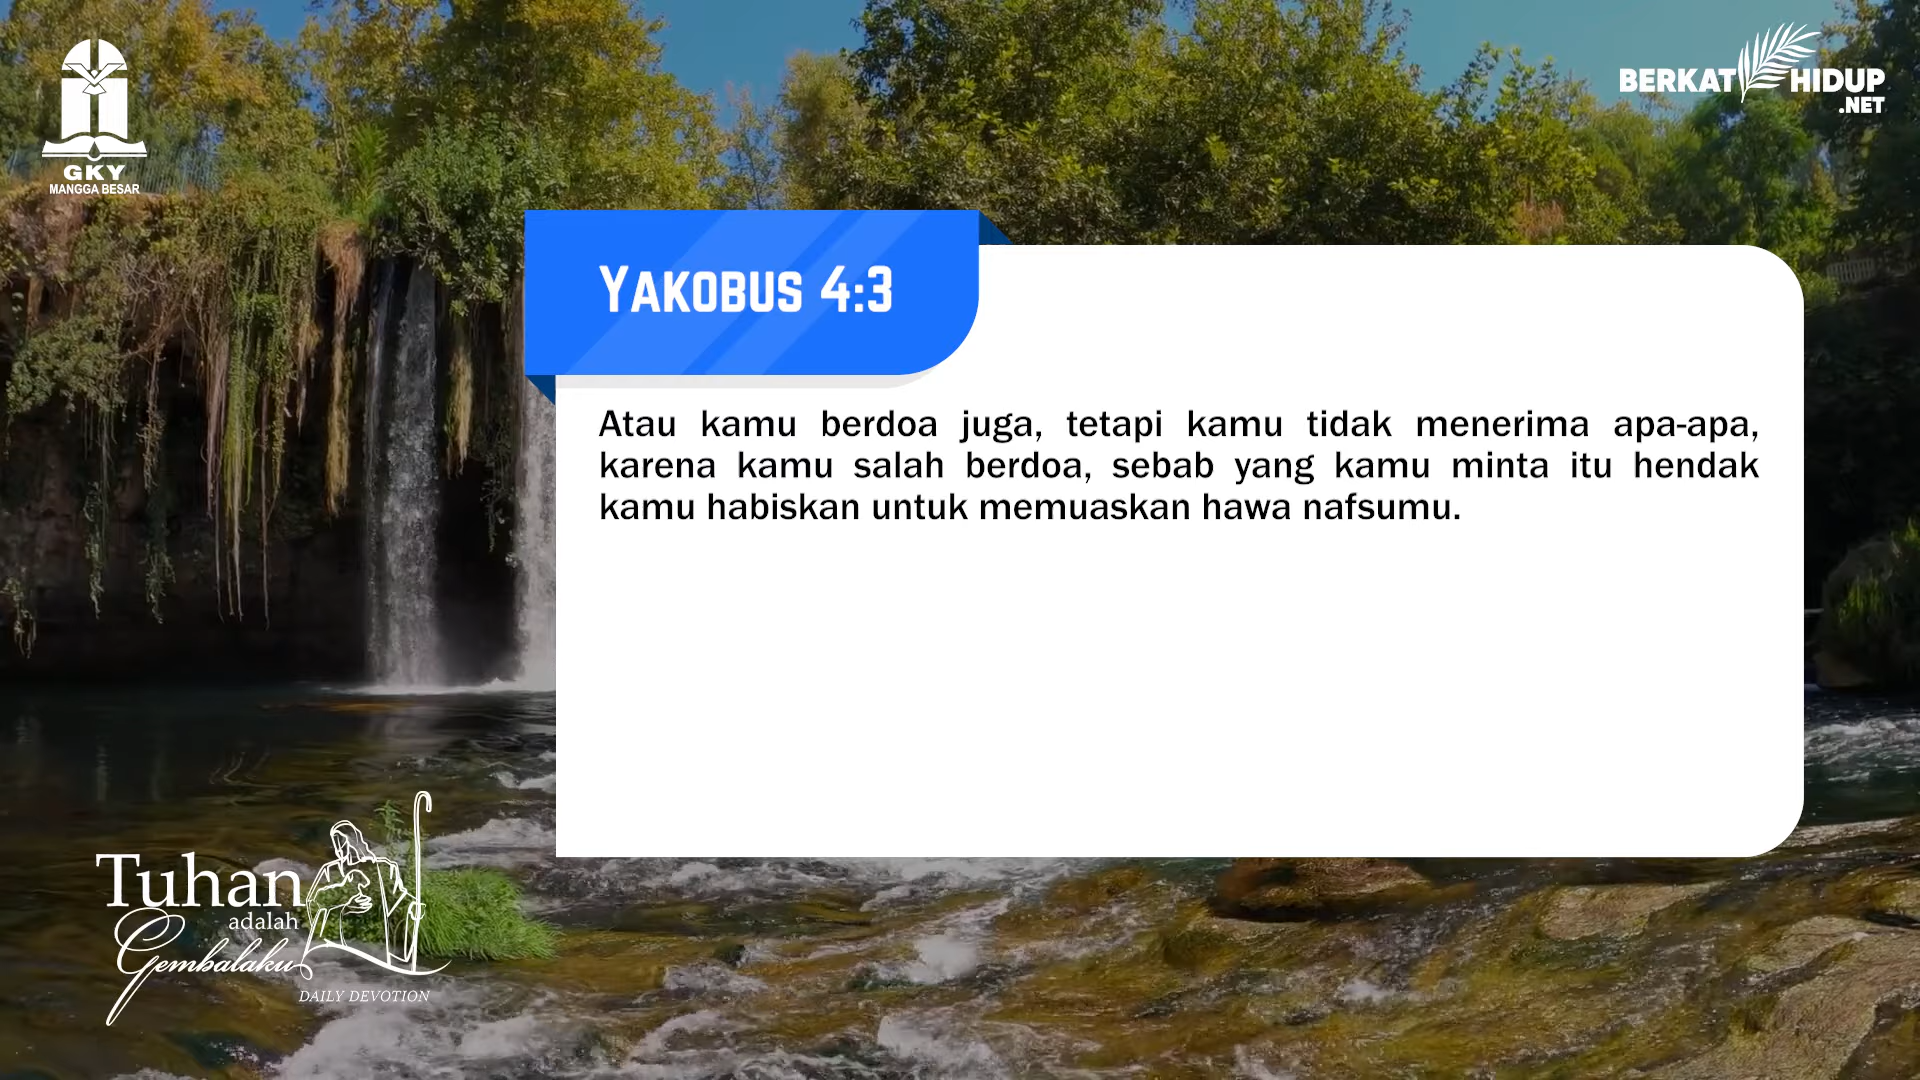 GKY
MANGGA BESAR
BERKAT HIDUP
.NET
YAKOBUS 4:3
Atau kamu berdoa juga, tetapi kamu tidak menerima apa-apa,
karena kamu salah berdoa, sebab yang kamu minta itu hendak
kamu habiskan untuk memuaskan hawa nafsumu.
Tuhan
adalah
Gembalaku
DAILY DEVOTION